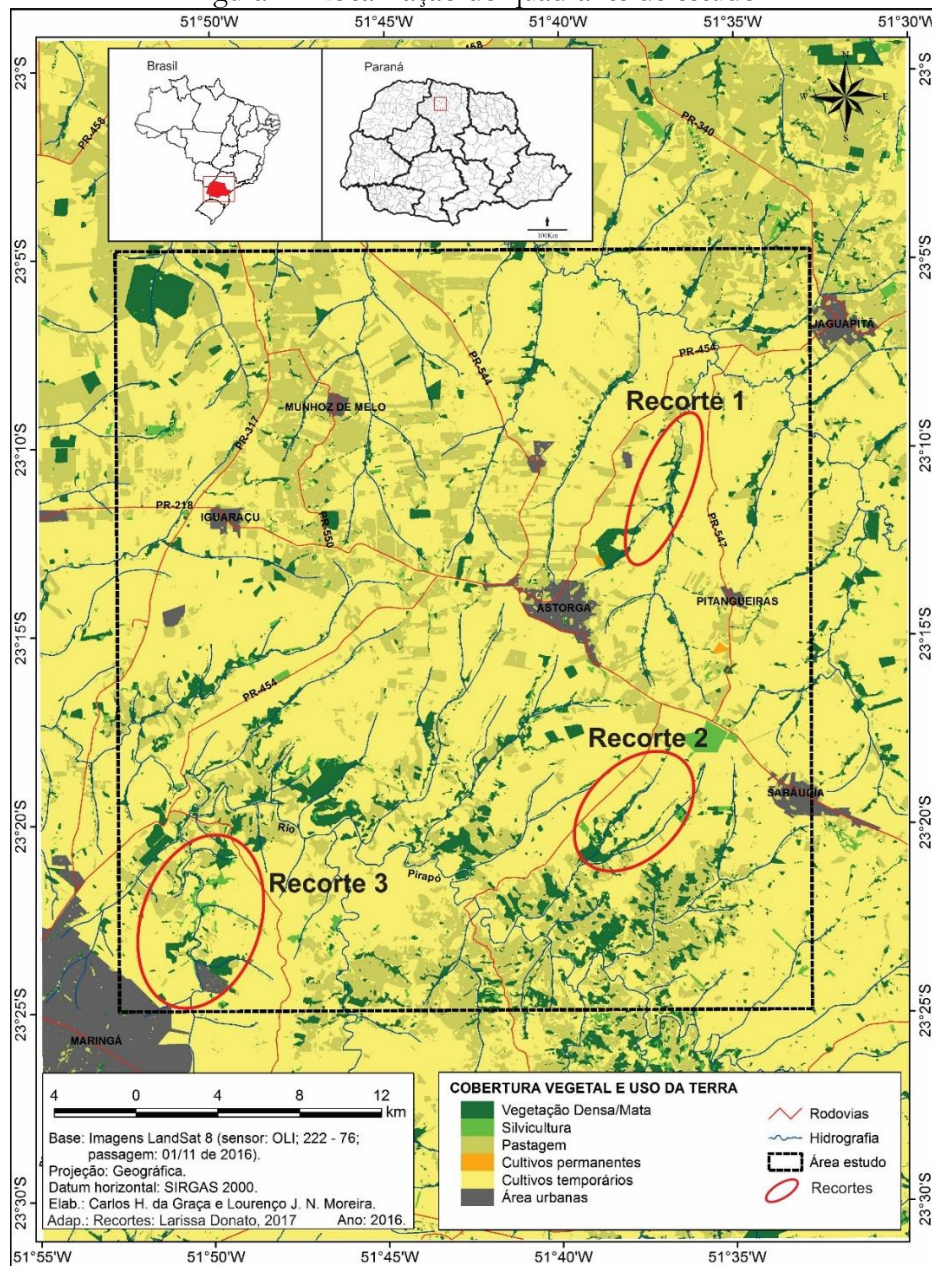 51°50'W 51°45'W 51°40'W 51°35'W 51°30'W
23°S 23°S
Brasil
Paraná
100Km
N
W E
S
PR-458
PR-340
23°5'S 23°5'S
JAGUAPITÃ
PR-454
PR-544
MUNHOZ DE MELO
Recorte 1
PR-317
23°10'S 23°10'S
PR-218
IGUARAÇU
PR-550
PR-547
ASTORGA
PITANGUEIRAS
23°15'S 23°15'S
PR-454
Recorte 2
SABÁUDIA
23°20'S 23°20'S
Rio
Pirapó
Recorte 3
23°25'S 23°25'S
MARINGÁ
4 0 4 8 12
km
Base: Imagens LandSat 8 (sensor: OLI; 222 - 76;
passagem: 01/11 de 2016).
Projeção: Geográfica.
Datum horizontal: SIRGAS 2000.
Elab.: Carlos H. da Graça e Lourenço J. N. Moreira.
Adap.: Recortes: Larissa Donato, 2017 Ano: 2016.
COBERTURA VEGETAL E USO DA TERRA
Vegetação Densa/Mata
Silvicultura
Pastagem
Cultivos permanentes
Cultivos temporários
Área urbanas
Rodovias
Hidrografia
Área estudo
Recortes
23°30'S 23°30'S
51°55'W 51°50'W 51°45'W 51°40'W 51°35'W